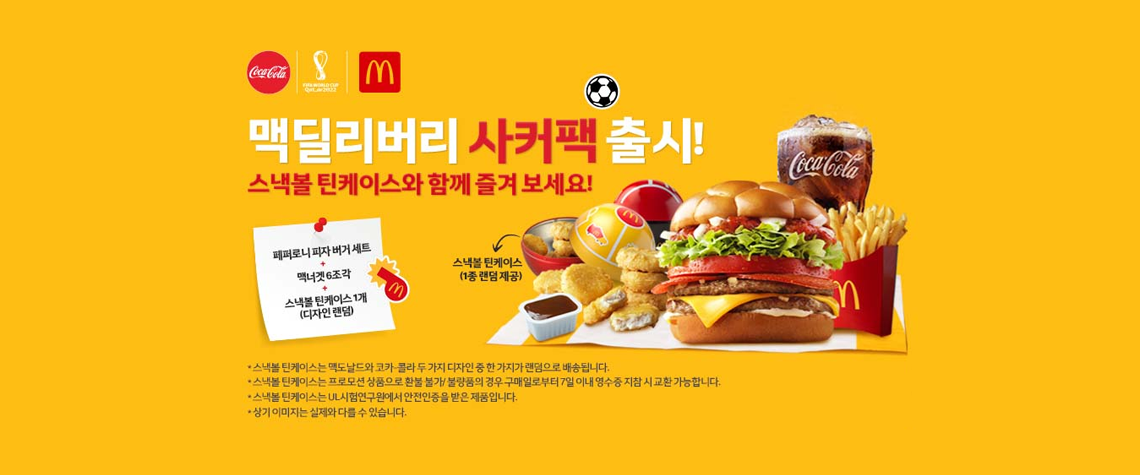 Coca-Cola
FIFA WORLD CUP
QATAR2022
맥딜리버리 사커팩 출시!
스낵볼 틴케이스와 함께 즐겨 보세요!
페퍼로니 피자 버거 세트
+
맥너겟 6조각
+
스낵볼 틴케이스 1개
(디자인 랜덤)
스낵볼 틴케이스
(1종 랜덤 제공)
Coca-Cola
* 스낵볼 틴케이스는 맥도날드와 코카-콜라 두 가지 디자인 중 한 가지가 랜덤으로 배송됩니다.
* 스낵볼 틴케이스는 프로모션 상품으로 환불 불가/ 불량품의 경우 구매일로부터 7일 이내 영수증 지참 시 교환 가능합니다.
* 스낵볼 틴케이스는 UL시험연구원에서 안전인증을 받은 제품입니다.
* 상기 이미지는 실제와 다를 수 있습니다.